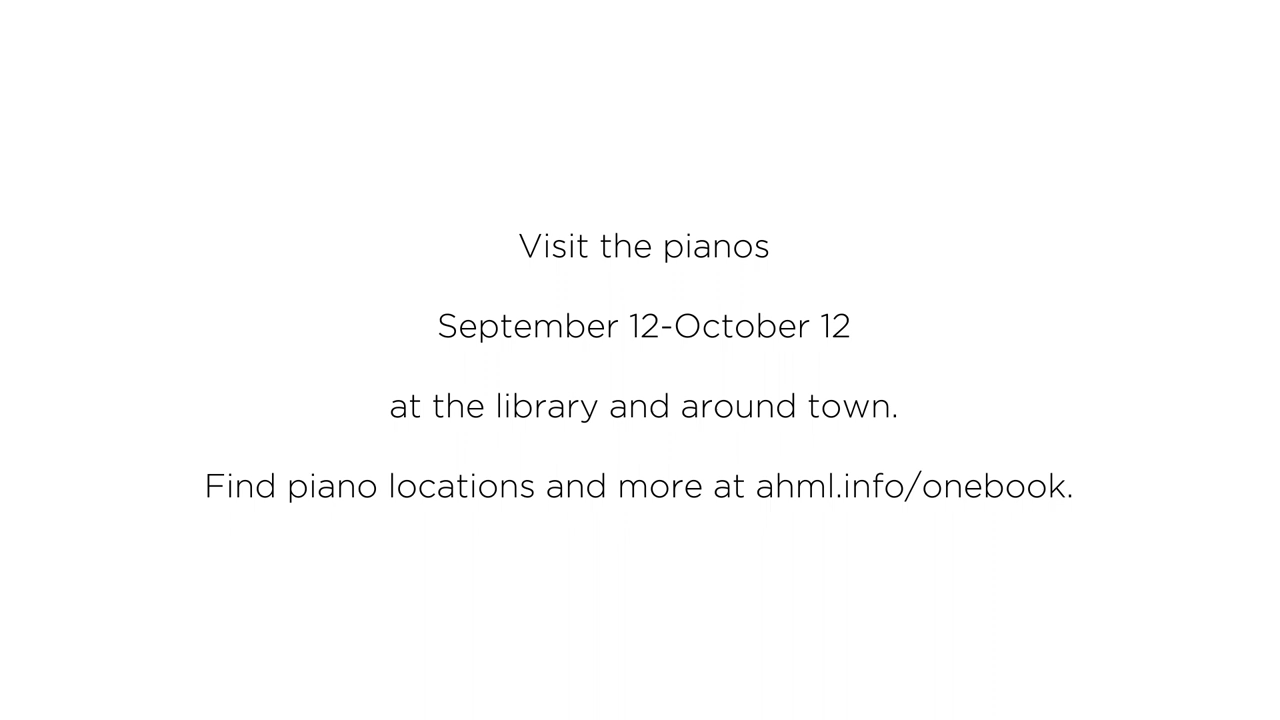 Visit the pianos
September 12-October 12
at the library and around town.
Find piano locations and more at ahml.info/onebook.